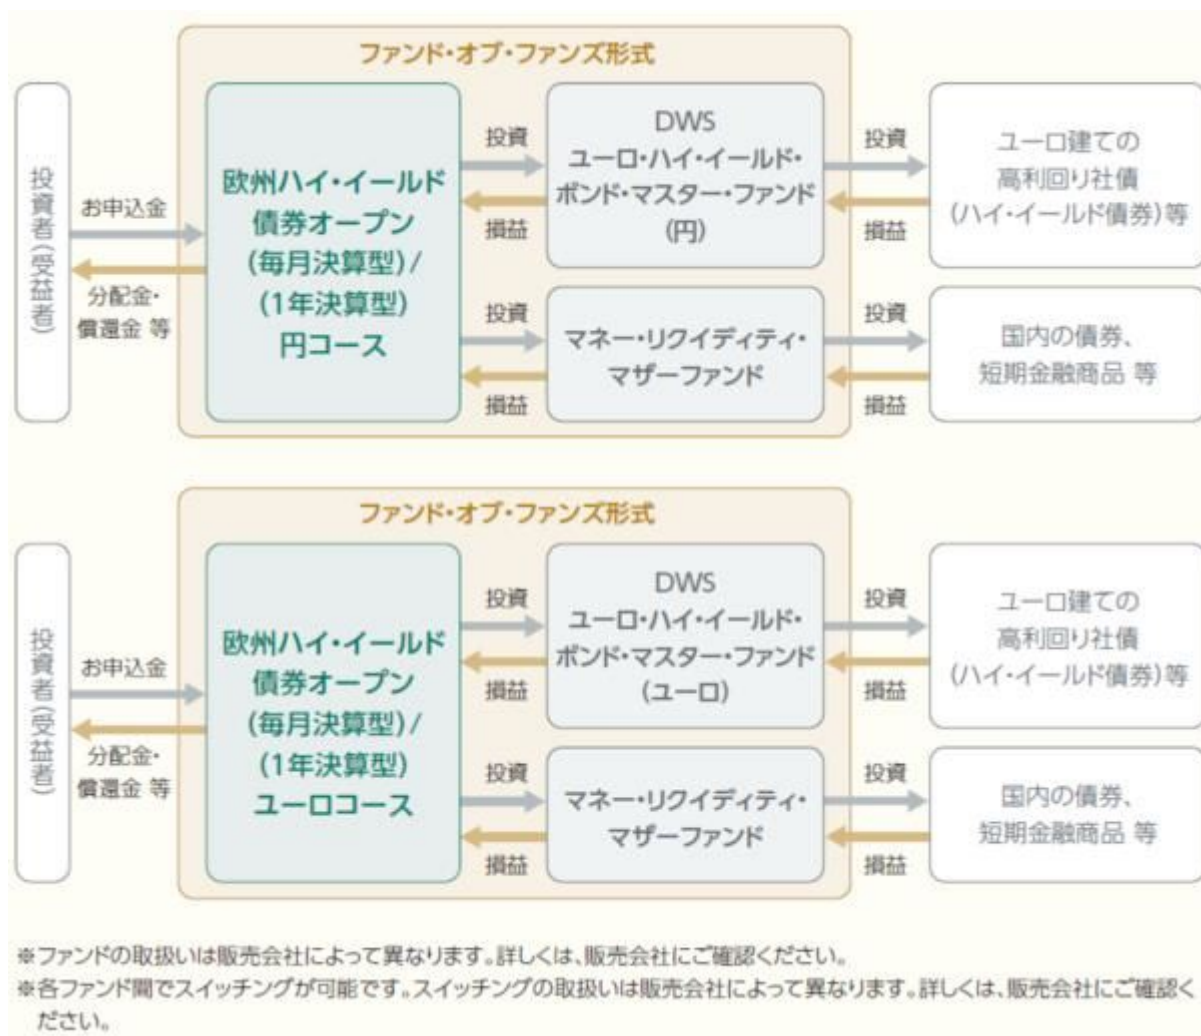 ファンド・オブ・ファンズ形式
投資者(受益者)
お申込金
分配金・
償還金 等
欧州ハイ・イールド
債券オープン
(毎月決算型)/
(1年決算型)
円コース
投資
損益
DWS
ユーロ・ハイ・イールド・
ボンド・マスター・ファンド
(円)
投資
損益
ユーロ建ての
高利回り社債
(ハイ・イールド債券)等
投資
損益
マネー・リクイディティ・
マザーファンド
投資
損益
国内の債券、
短期金融商品 等
ファンド・オブ・ファンズ形式
投資者(受益者)
お申込金
分配金・
償還金 等
欧州ハイ・イールド
債券オープン
(毎月決算型)/
(1年決算型)
ユーロコース
投資
損益
DWS
ユーロ・ハイ・イールド・
ボンド・マスター・ファンド
(ユーロ)
投資
損益
ユーロ建ての
高利回り社債
(ハイ・イールド債券)等
投資
損益
マネー・リクイディティ・
マザーファンド
投資
損益
国内の債券、
短期金融商品 等
※ファンドの取扱いは販売会社によって異なります。詳しくは、販売会社にご確認ください。
※各ファンド間でスイッチングが可能です。スイッチングの取扱いは販売会社によって異なります。詳しくは、販売会社にご確認く
ださい。